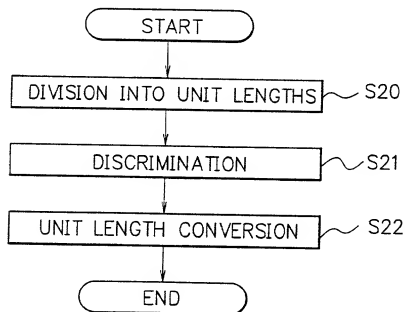 START
DIVISION INTO UNIT LENGTHS S20
DISCRIMINATION S21
UNIT LENGTH CONVERSION S22
END